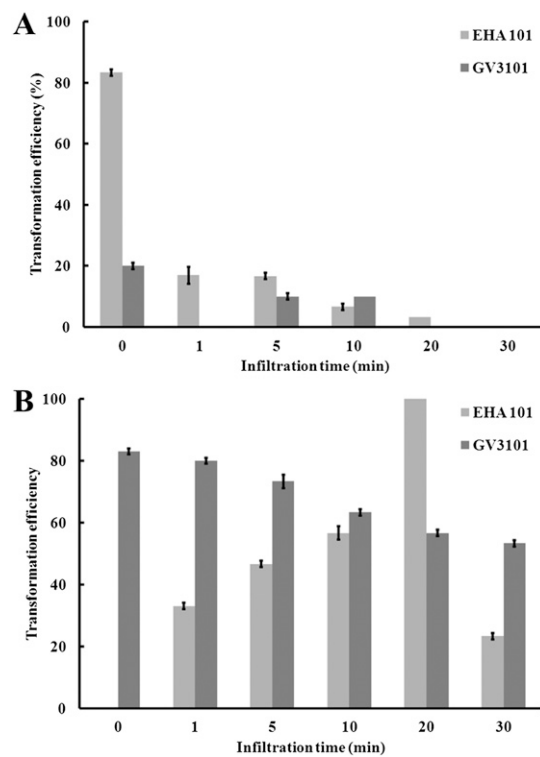 A
100
80
60
40
20
0
Transformation efficiency (%)
EHA 101
GV3101
0 1 5 10 20 30
Infiltration time (min)
B
100
80
60
40
20
0
Transformation efficiency
EHA 101
GV3101
0 1 5 10 20 30
Infiltration time (min)